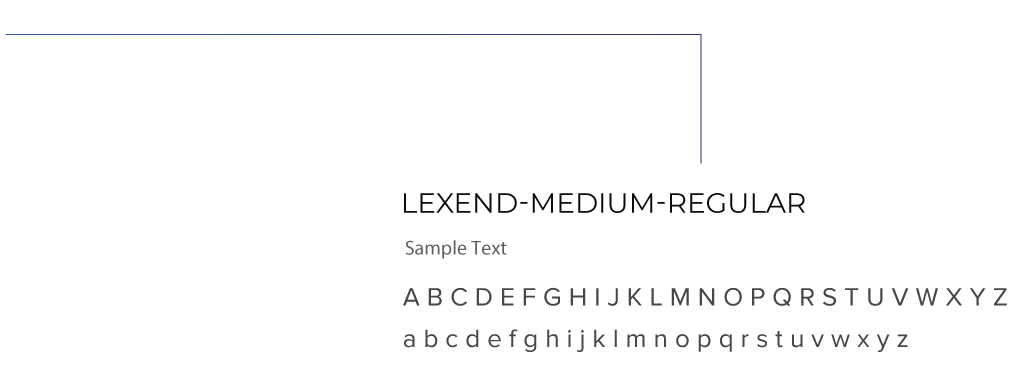 LEXEND-MEDIUM-REGULAR
Sample Text
A B C D E F G H I J K L M N O P Q R S T U V W X Y Z
a b c d e f g h i j k l m n o p q r s t u v w x y z